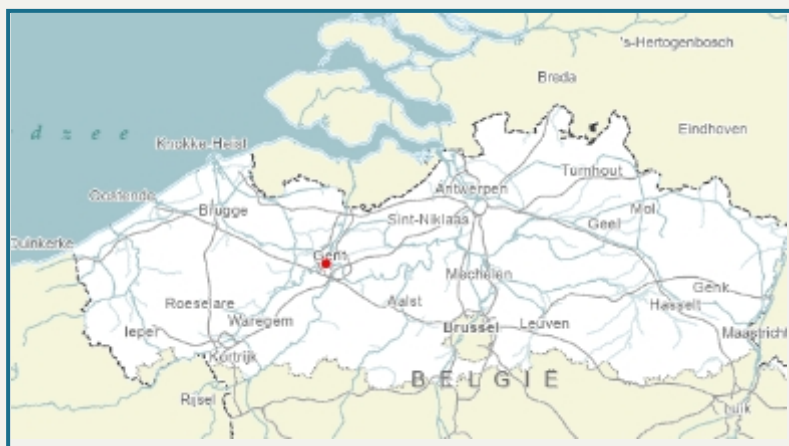 's-Hertogenbosch
Breda
Eindhoven
d z e e
Knokke-Heist
Turnhout
Antwerpen
Oostende
Brugge
Mol
Sint-Niklaas
Geel
Duinkerke
Gent
Mechelen
Genk
Roeselare
Aalst
Hasselt
Waregem
Brussel
Leuven
Ieper
Maastricht
Kortrijk
BELGIË
Rijsel
Luik